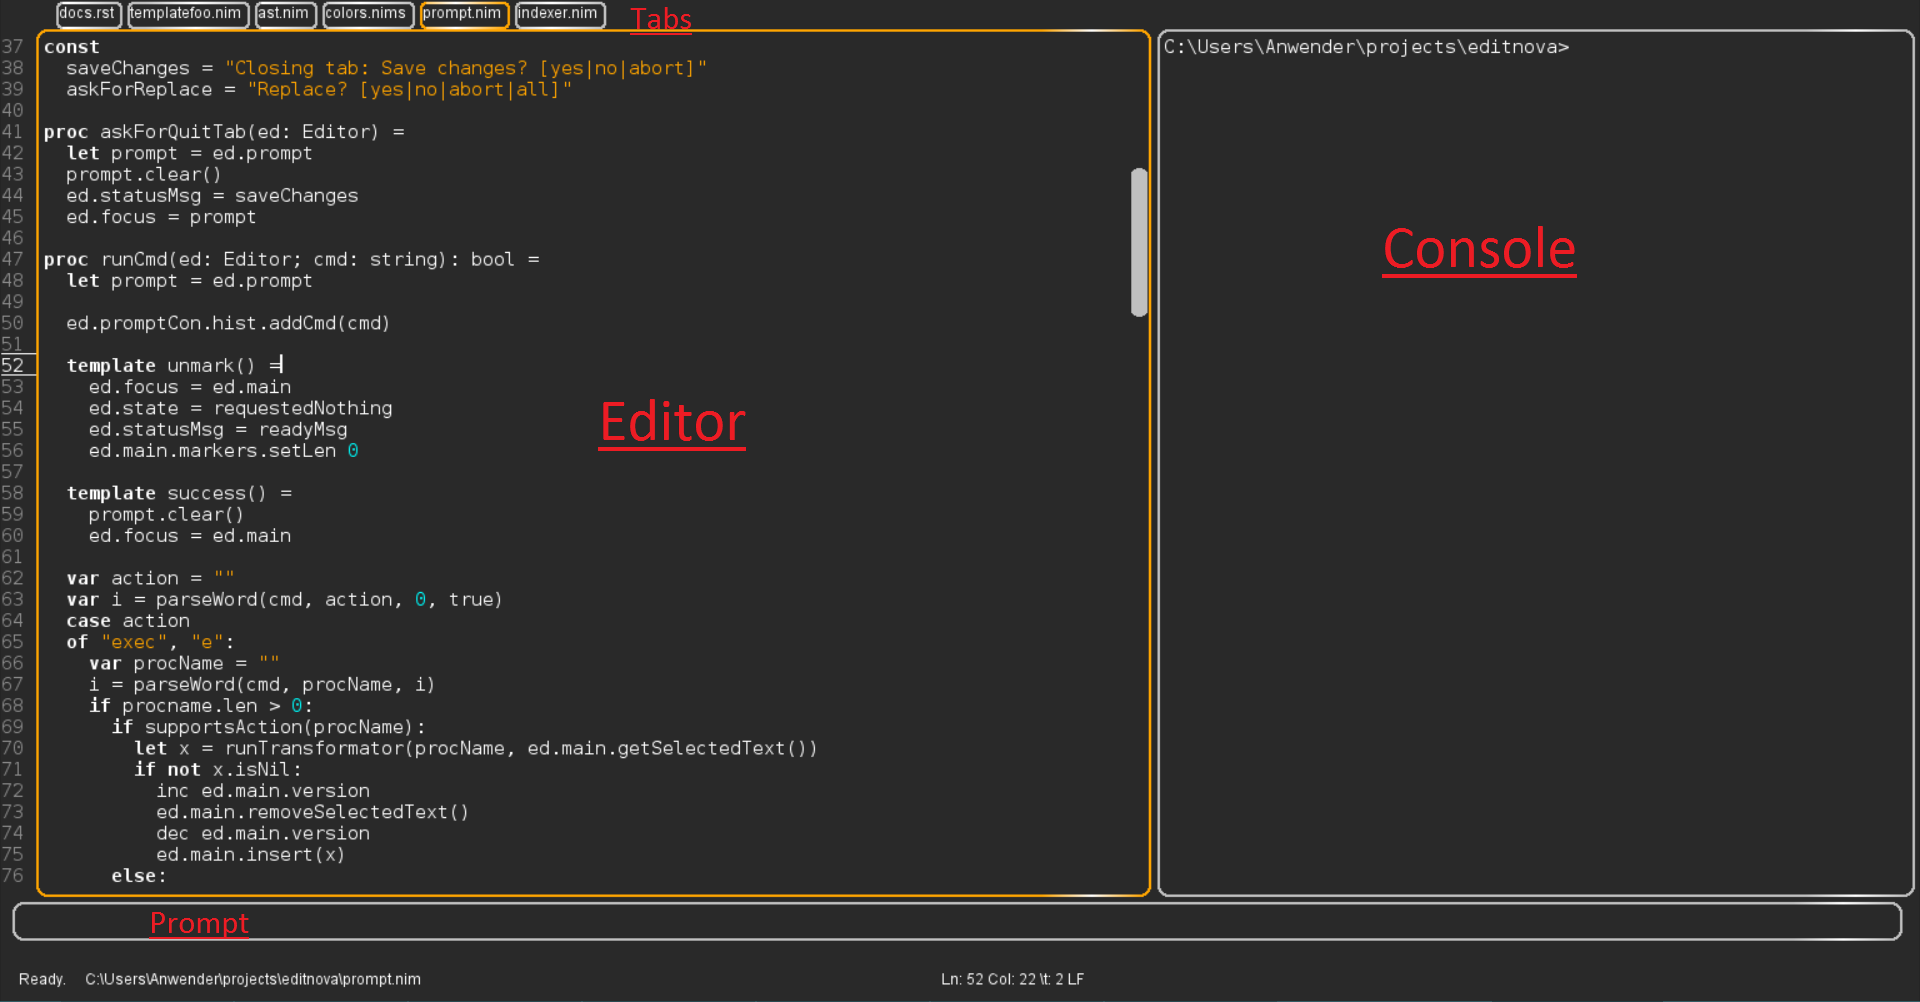 docs.rst templatefoo.nim ast.nim colors.nims prompt.nim indexer.nim Tabs
37 const
38   saveChanges = "Closing tab: Save changes? [yes|no|abort]"
39   askForReplace = "Replace? [yes|no|abort|all]"
40
41 proc askForQuitTab(ed: Editor) =
42   let prompt = ed.prompt
43   prompt.clear()
44   ed.statusMsg = saveChanges
45   ed.focus = prompt
46
47 proc runCmd(ed: Editor; cmd: string): bool =
48   let prompt = ed.prompt
49
50   ed.promptCon.hist.addCmd(cmd)
51
52   template unmark() =
53     ed.focus = ed.main
54     ed.state = requestedNothing
55     ed.statusMsg = readyMsg
56     ed.main.markers.setLen 0
57
58   template success() =
59     prompt.clear()
60     ed.focus = ed.main
61
62   var action = ""
63   var i = parseWord(cmd, action, 0, true)
64   case action
65   of "exec", "e":
66     var procName = ""
67     i = parseWord(cmd, procName, i)
68     if procname.len > 0:
69       if supportsAction(procName):
70         let x = runTransformator(procName, ed.main.getSelectedText())
71         if not x.isNil:
72           inc ed.main.version
73           ed.main.removeSelectedText()
74           dec ed.main.version
75           ed.main.insert(x)
76       else:
Editor
C:\Users\Anwender\projects\editnova>
Console
Prompt
Ready. C:\Users\Anwender\projects\editnova\prompt.nim Ln: 52 Col: 22 \t: 2 LF